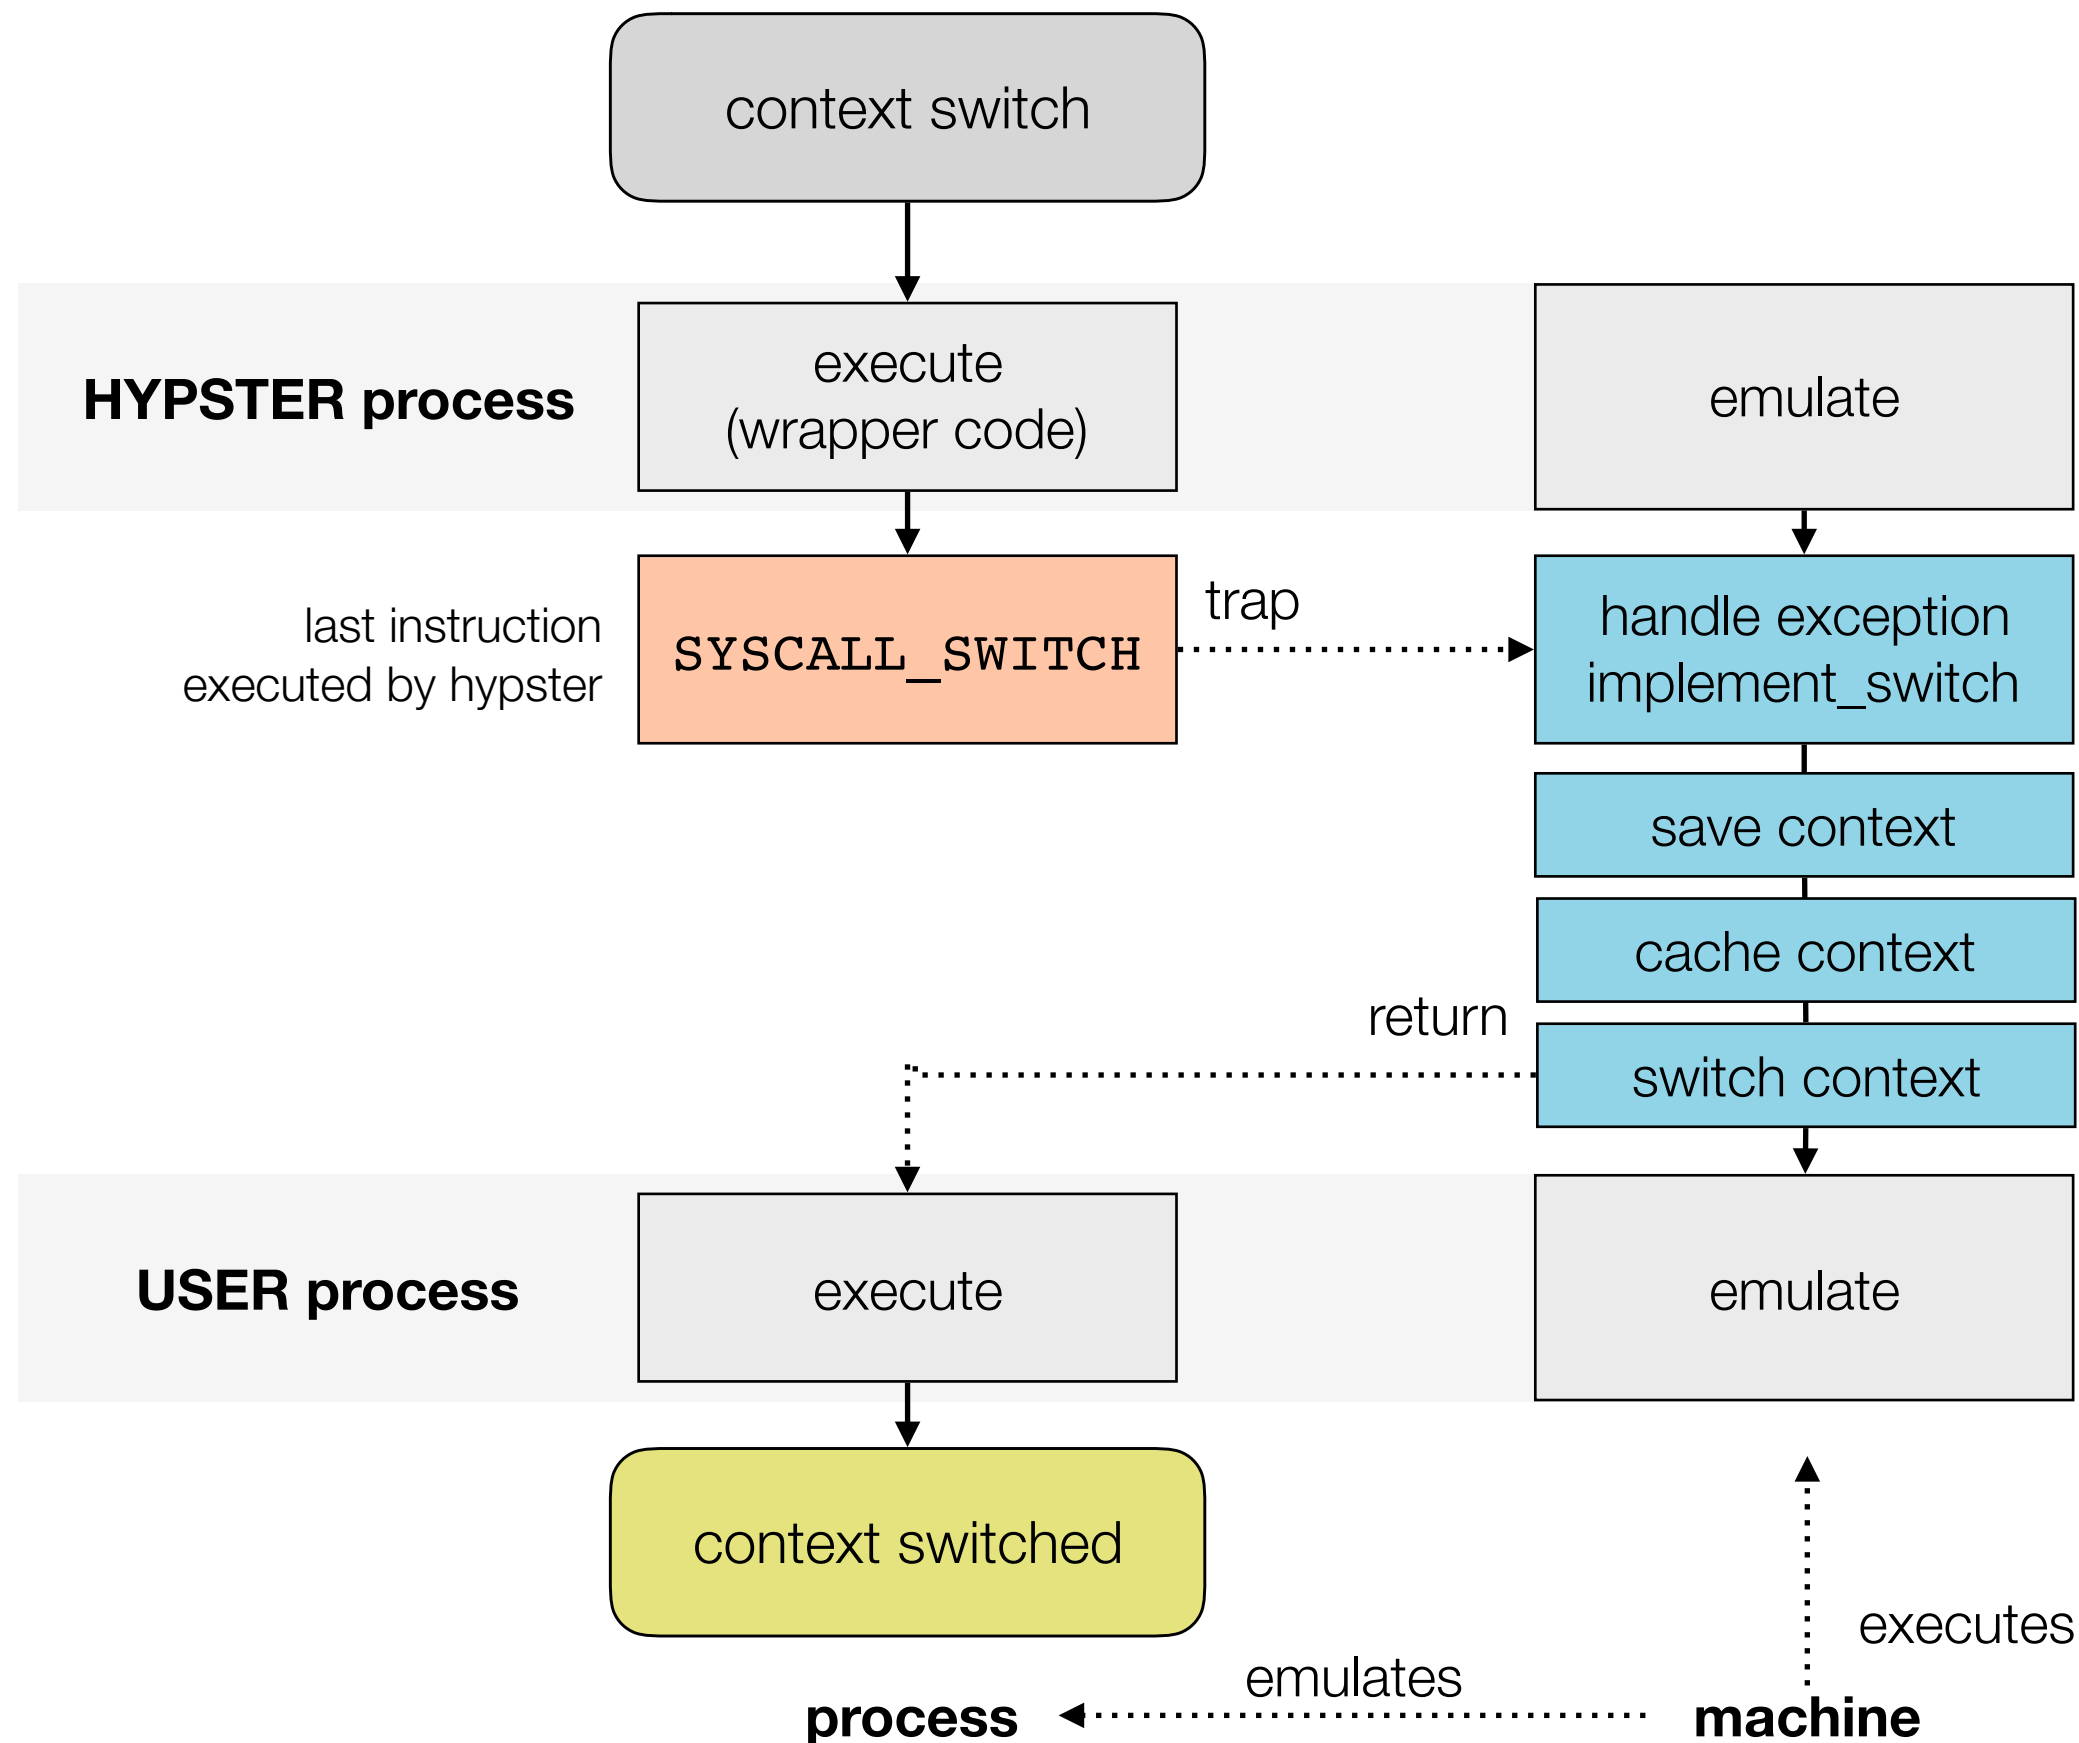 context switch
HYPSTER process
execute
(wrapper code)
emulate
last instruction
executed by hypster
SYSCALL_SWITCH
trap
handle exception
implement_switch
save context
cache context
return
switch context
USER process
execute
emulate
context switched
executes
emulates
process
machine